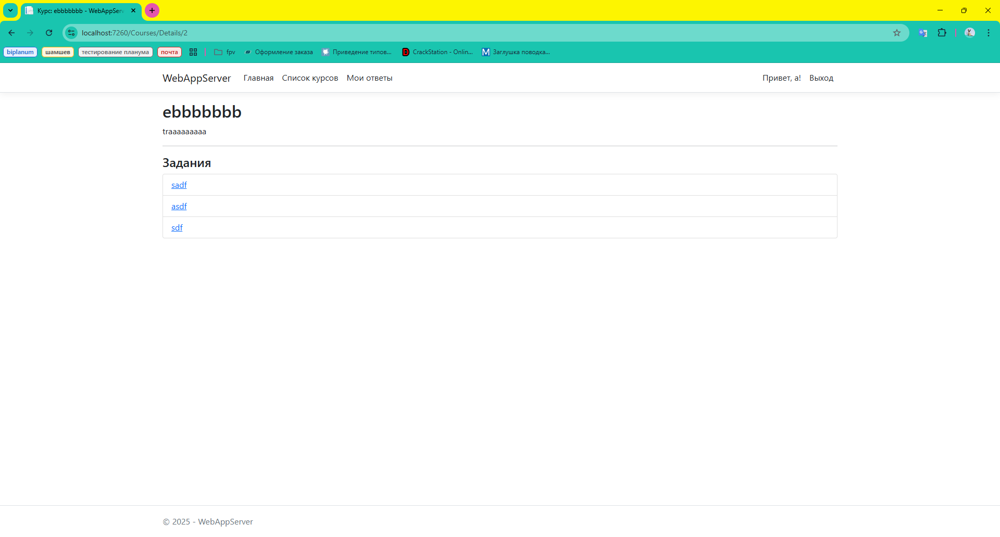 Курс: ebbbbbbb - WebAppServ
localhost:7260/Courses/Details/2
biplanum шамшев тестирование планума почта fpv Оформление заказа Приведение типов... CrackStation - Onlin... Заглушка поводка...
WebAppServer Главная Список курсов Мои ответы Привет, a! Выход
ebbbbbbb
traaaaaaaaa
Задания
sadf
asdf
sdf
© 2025 - WebAppServer